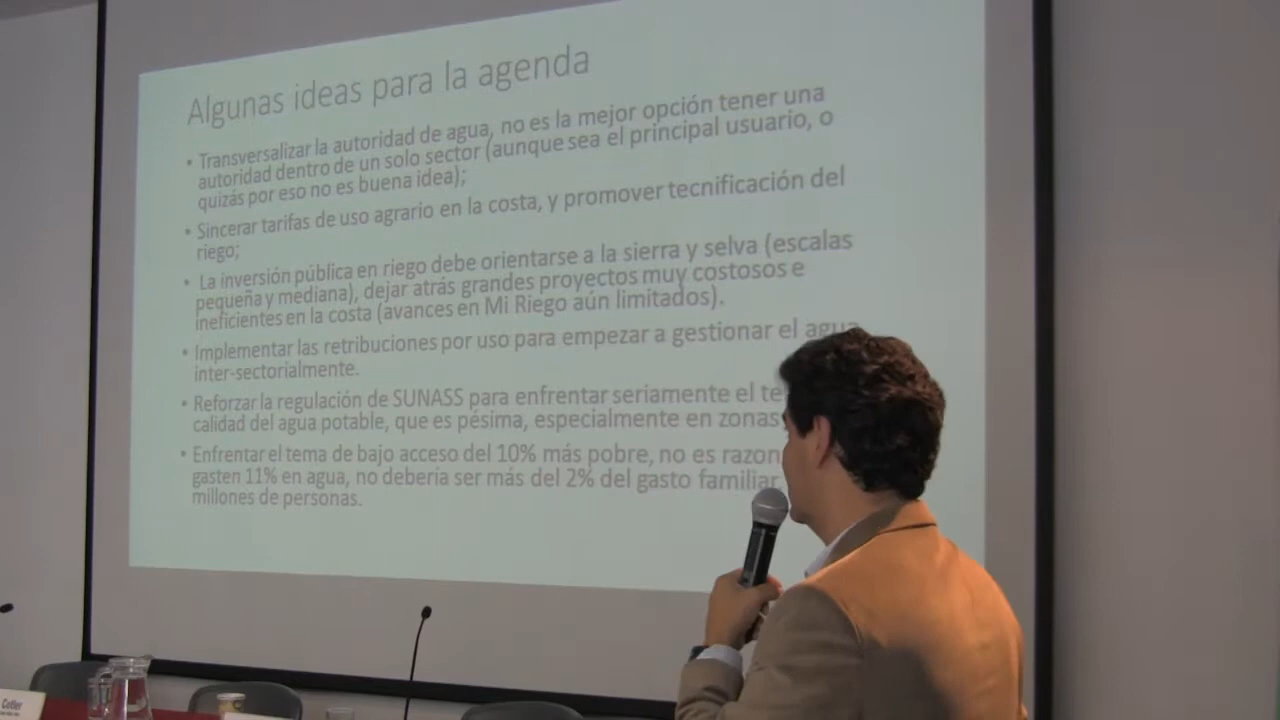 Algunas ideas para la agenda
• Transversalizar la autoridad de agua, no es la mejor opción tener una
autoridad dentro de un solo sector (aunque sea el principal usuario, o
quizás por eso no es buena idea);
• Sincerar tarifas de uso agrario en la costa, y promover tecnificación del
riego;
• La inversión pública en riego debe orientarse a la sierra y selva (escalas
pequeña y mediana), dejar atrás grandes proyectos muy costosos e
ineficientes en la costa (avances en Mi Riego aún limitados).
• Implementar las retribuciones por uso para empezar a gestionar el agua
inter-sectorialmente.
• Reforzar la regulación de SUNASS para enfrentar seriamente el te
calidad del agua potable, que es pésima, especialmente en zonas
• Enfrentar el tema de bajo acceso del 10% más pobre, no es razon
gasten 11% en agua, no debería ser más del 2% del gasto familiar
millones de personas.
Cotler